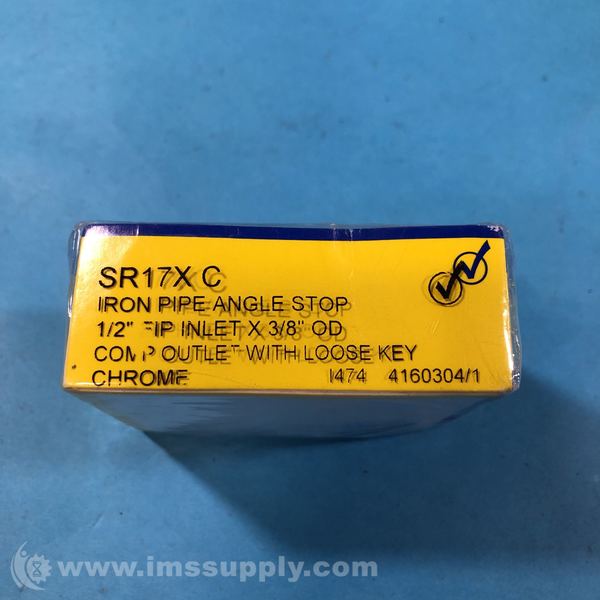 SR17X C
IRON PIPE ANGLE STOP
1/2" FIP INLET X 3/8" OD
COMP OUTLET WITH LOOSE KEY
CHROME I474 4160304/1
www.imssupply.com